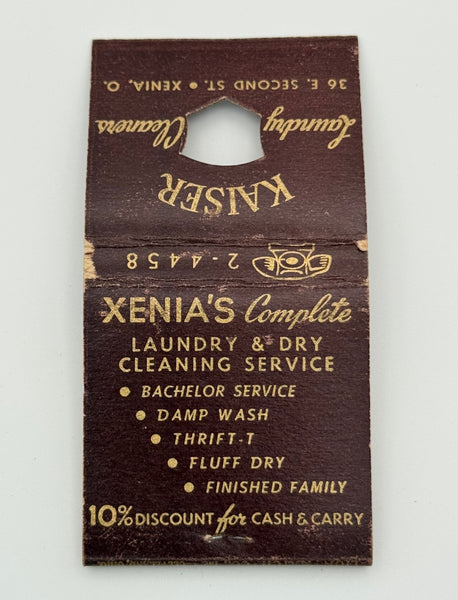 36 E. SECOND ST. • XENIA, O.
Laundry Cleaners
KAISER
2-4458
XENIA'S Complete
LAUNDRY & DRY
CLEANING SERVICE
• BACHELOR SERVICE
• DAMP WASH
• THRIFT-T
• FLUFF DRY
• FINISHED FAMILY
10% DISCOUNT for CASH & CARRY